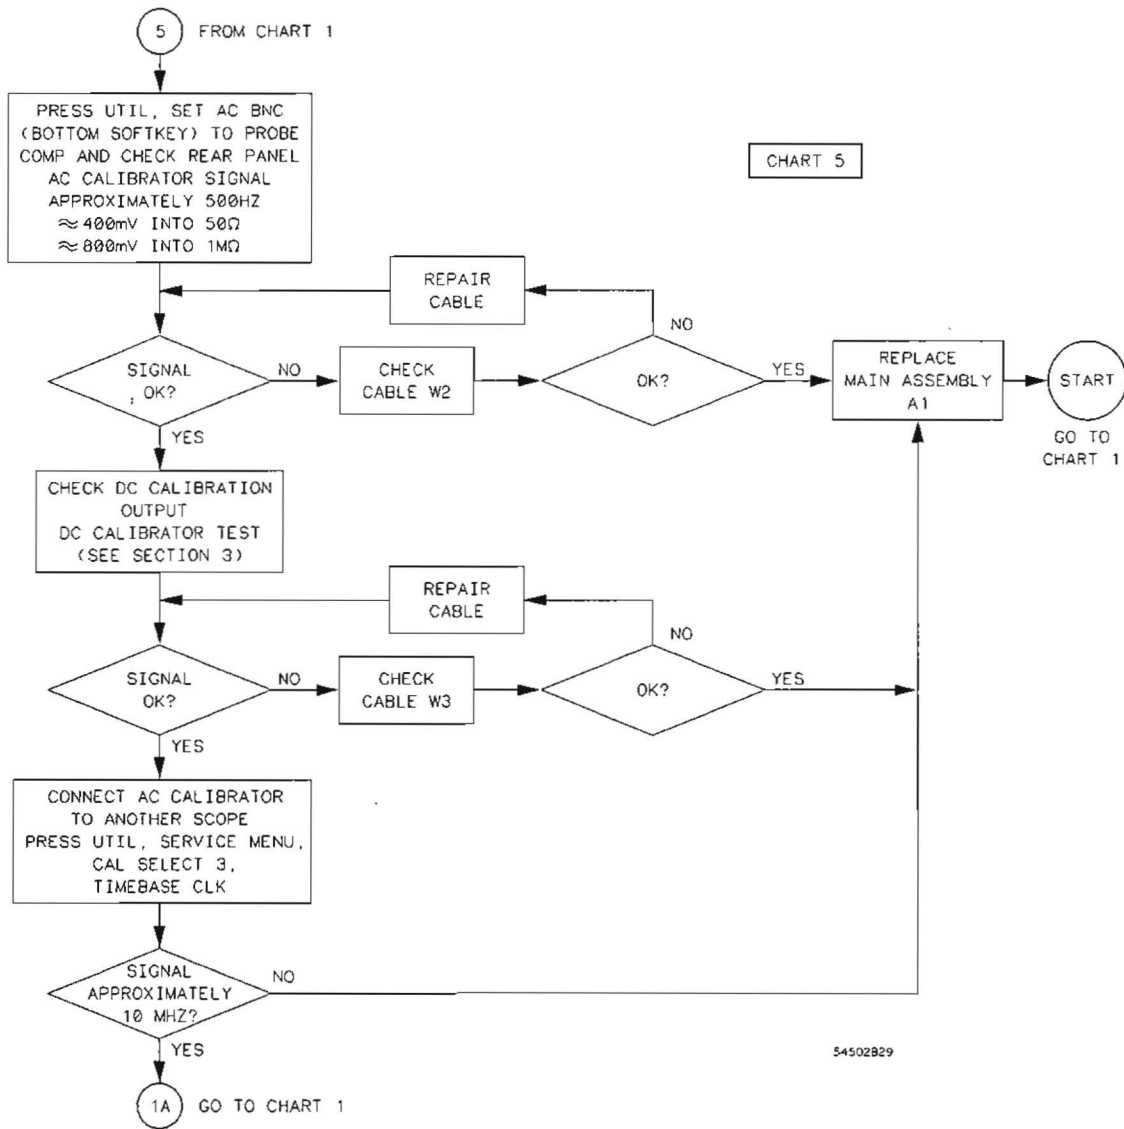 5 FROM CHART 1
PRESS UTIL, SET AC BNC
(BOTTOM SOFTKEY) TO PROBE
COMP AND CHECK REAR PANEL
AC CALIBRATOR SIGNAL
APPROXIMATELY 500HZ
≈400mV INTO 50Ω
≈800mV INTO 1MΩ
CHART 5
REPAIR
CABLE
NO
SIGNAL
OK?
NO
CHECK
CABLE W2
OK?
YES
REPLACE
MAIN ASSEMBLY
A1
START
GO TO
CHART 1
YES
CHECK DC CALIBRATION
OUTPUT
DC CALIBRATOR TEST
(SEE SECTION 3)
REPAIR
CABLE
NO
SIGNAL
OK?
NO
CHECK
CABLE W3
OK?
YES
YES
CONNECT AC CALIBRATOR
TO ANOTHER SCOPE
PRESS UTIL, SERVICE MENU,
CAL SELECT 3,
TIMEBASE CLK
SIGNAL
APPROXIMATELY
10 MHZ?
NO
YES
54502B29
1A GO TO CHART 1